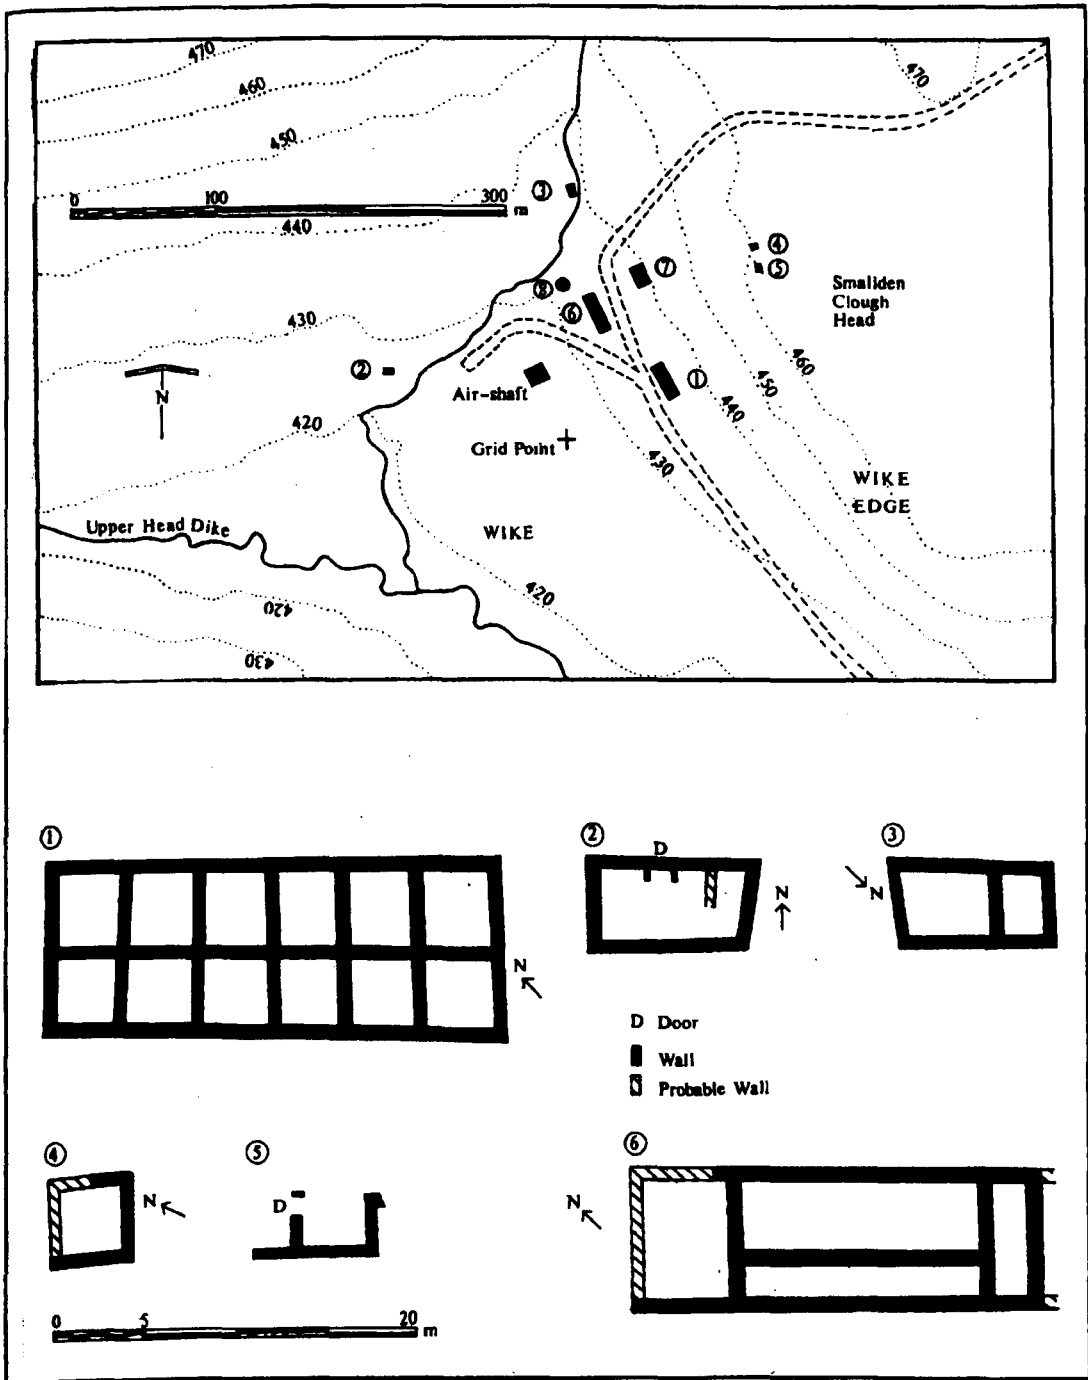 470
460
450
470
0 100 300 m
③
440
④
⑤
⑦
⑧
⑥
Smallden
Clough
Head
430
②
N
Air-shaft
①
460
450
440
420
Grid Point
430
WIKE
EDGE
Upper Head Dike
WIKE
420
420
430
①
②
D
N
③
N
N
D Door
Wall
Probable Wall
④
N
⑤
D
⑥
N
0 5 20 m